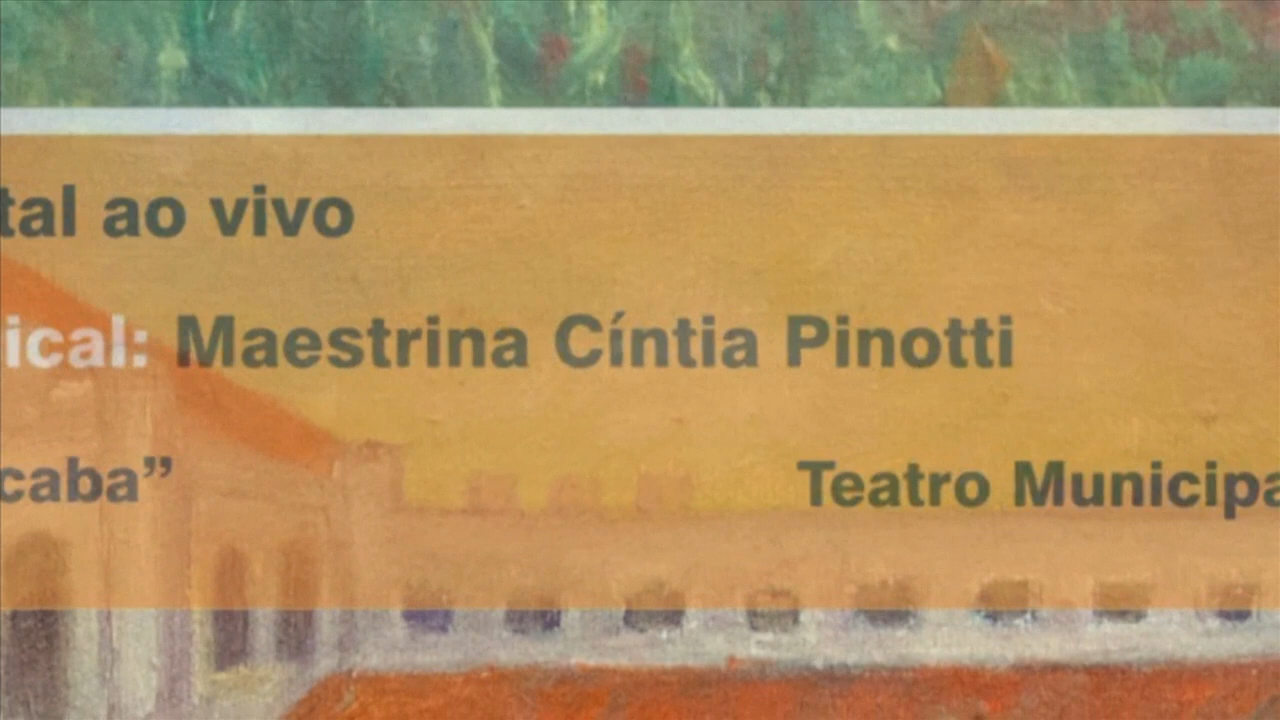 tal ao vivo
ical: Maestrina Cíntia Pinotti
caba”
Teatro Municipa